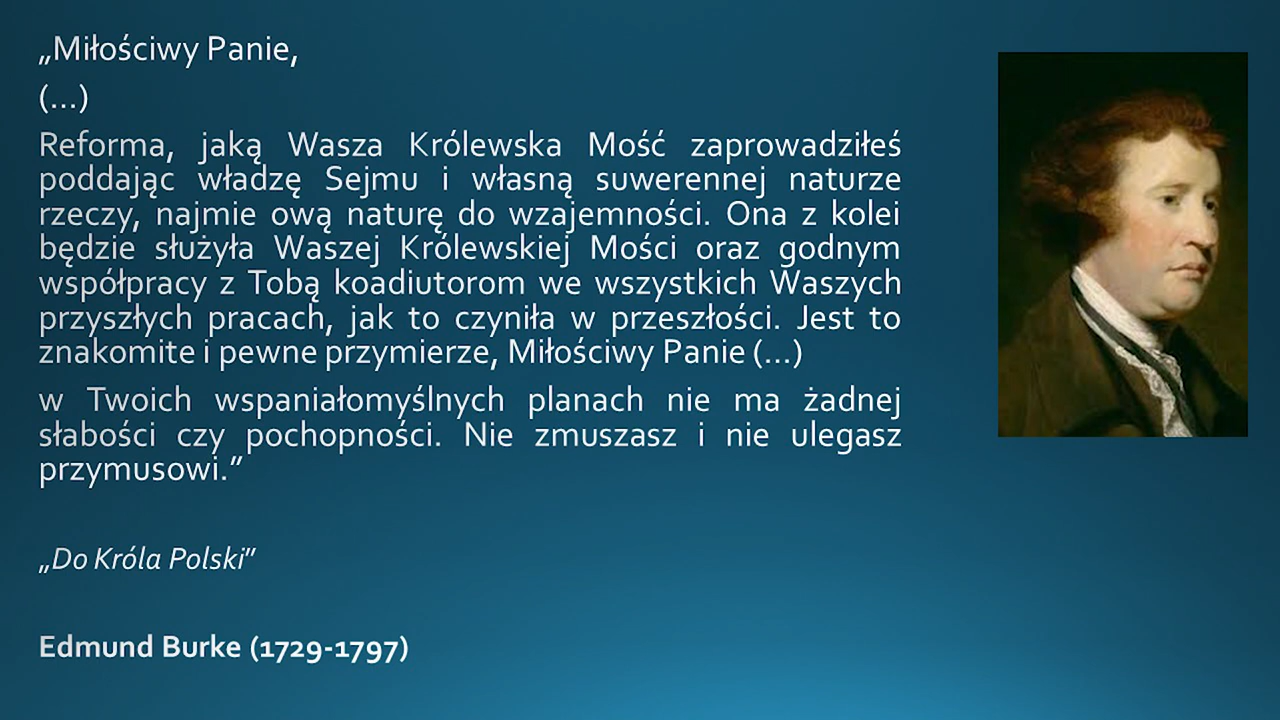 „Miłościwy Panie,
(...)
Reforma, jaką Wasza Królewska Mość zaprowadziłeś
poddając władzę Sejmu i własną suwerennej naturze
rzeczy, najmie ową naturę do wzajemności. Ona z kolei
będzie służyła Waszej Królewskiej Mości oraz godnym
współpracy z Tobą koadiutorom we wszystkich Waszych
przyszłych pracach, jak to czyniła w przeszłości. Jest to
znakomite i pewne przymierze, Miłościwy Panie (...)
w Twoich wspaniałomyślnych planach nie ma żadnej
słabości czy pochopności. Nie zmuszasz i nie ulegasz
przymusowi.”
„Do Króla Polski”
Edmund Burke (1729-1797)